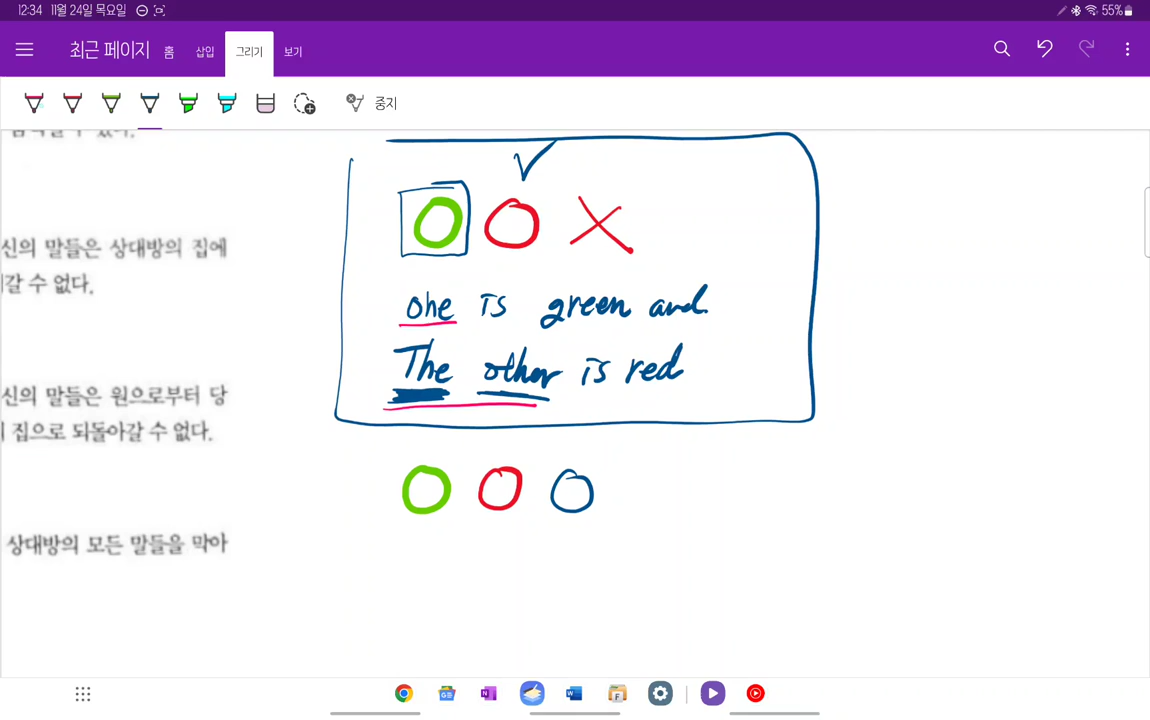 12:34 11월 24일 목요일
55%
최근 페이지 홈 삽입 그리기 보기
중지
수 있다.
신의 말들은 상대방의 집에
갈 수 없다.
one is green and
The other is red
신의 말들은 원으로부터 당
집으로 되돌아갈 수 없다.
상대방의 모든 말들을 막아